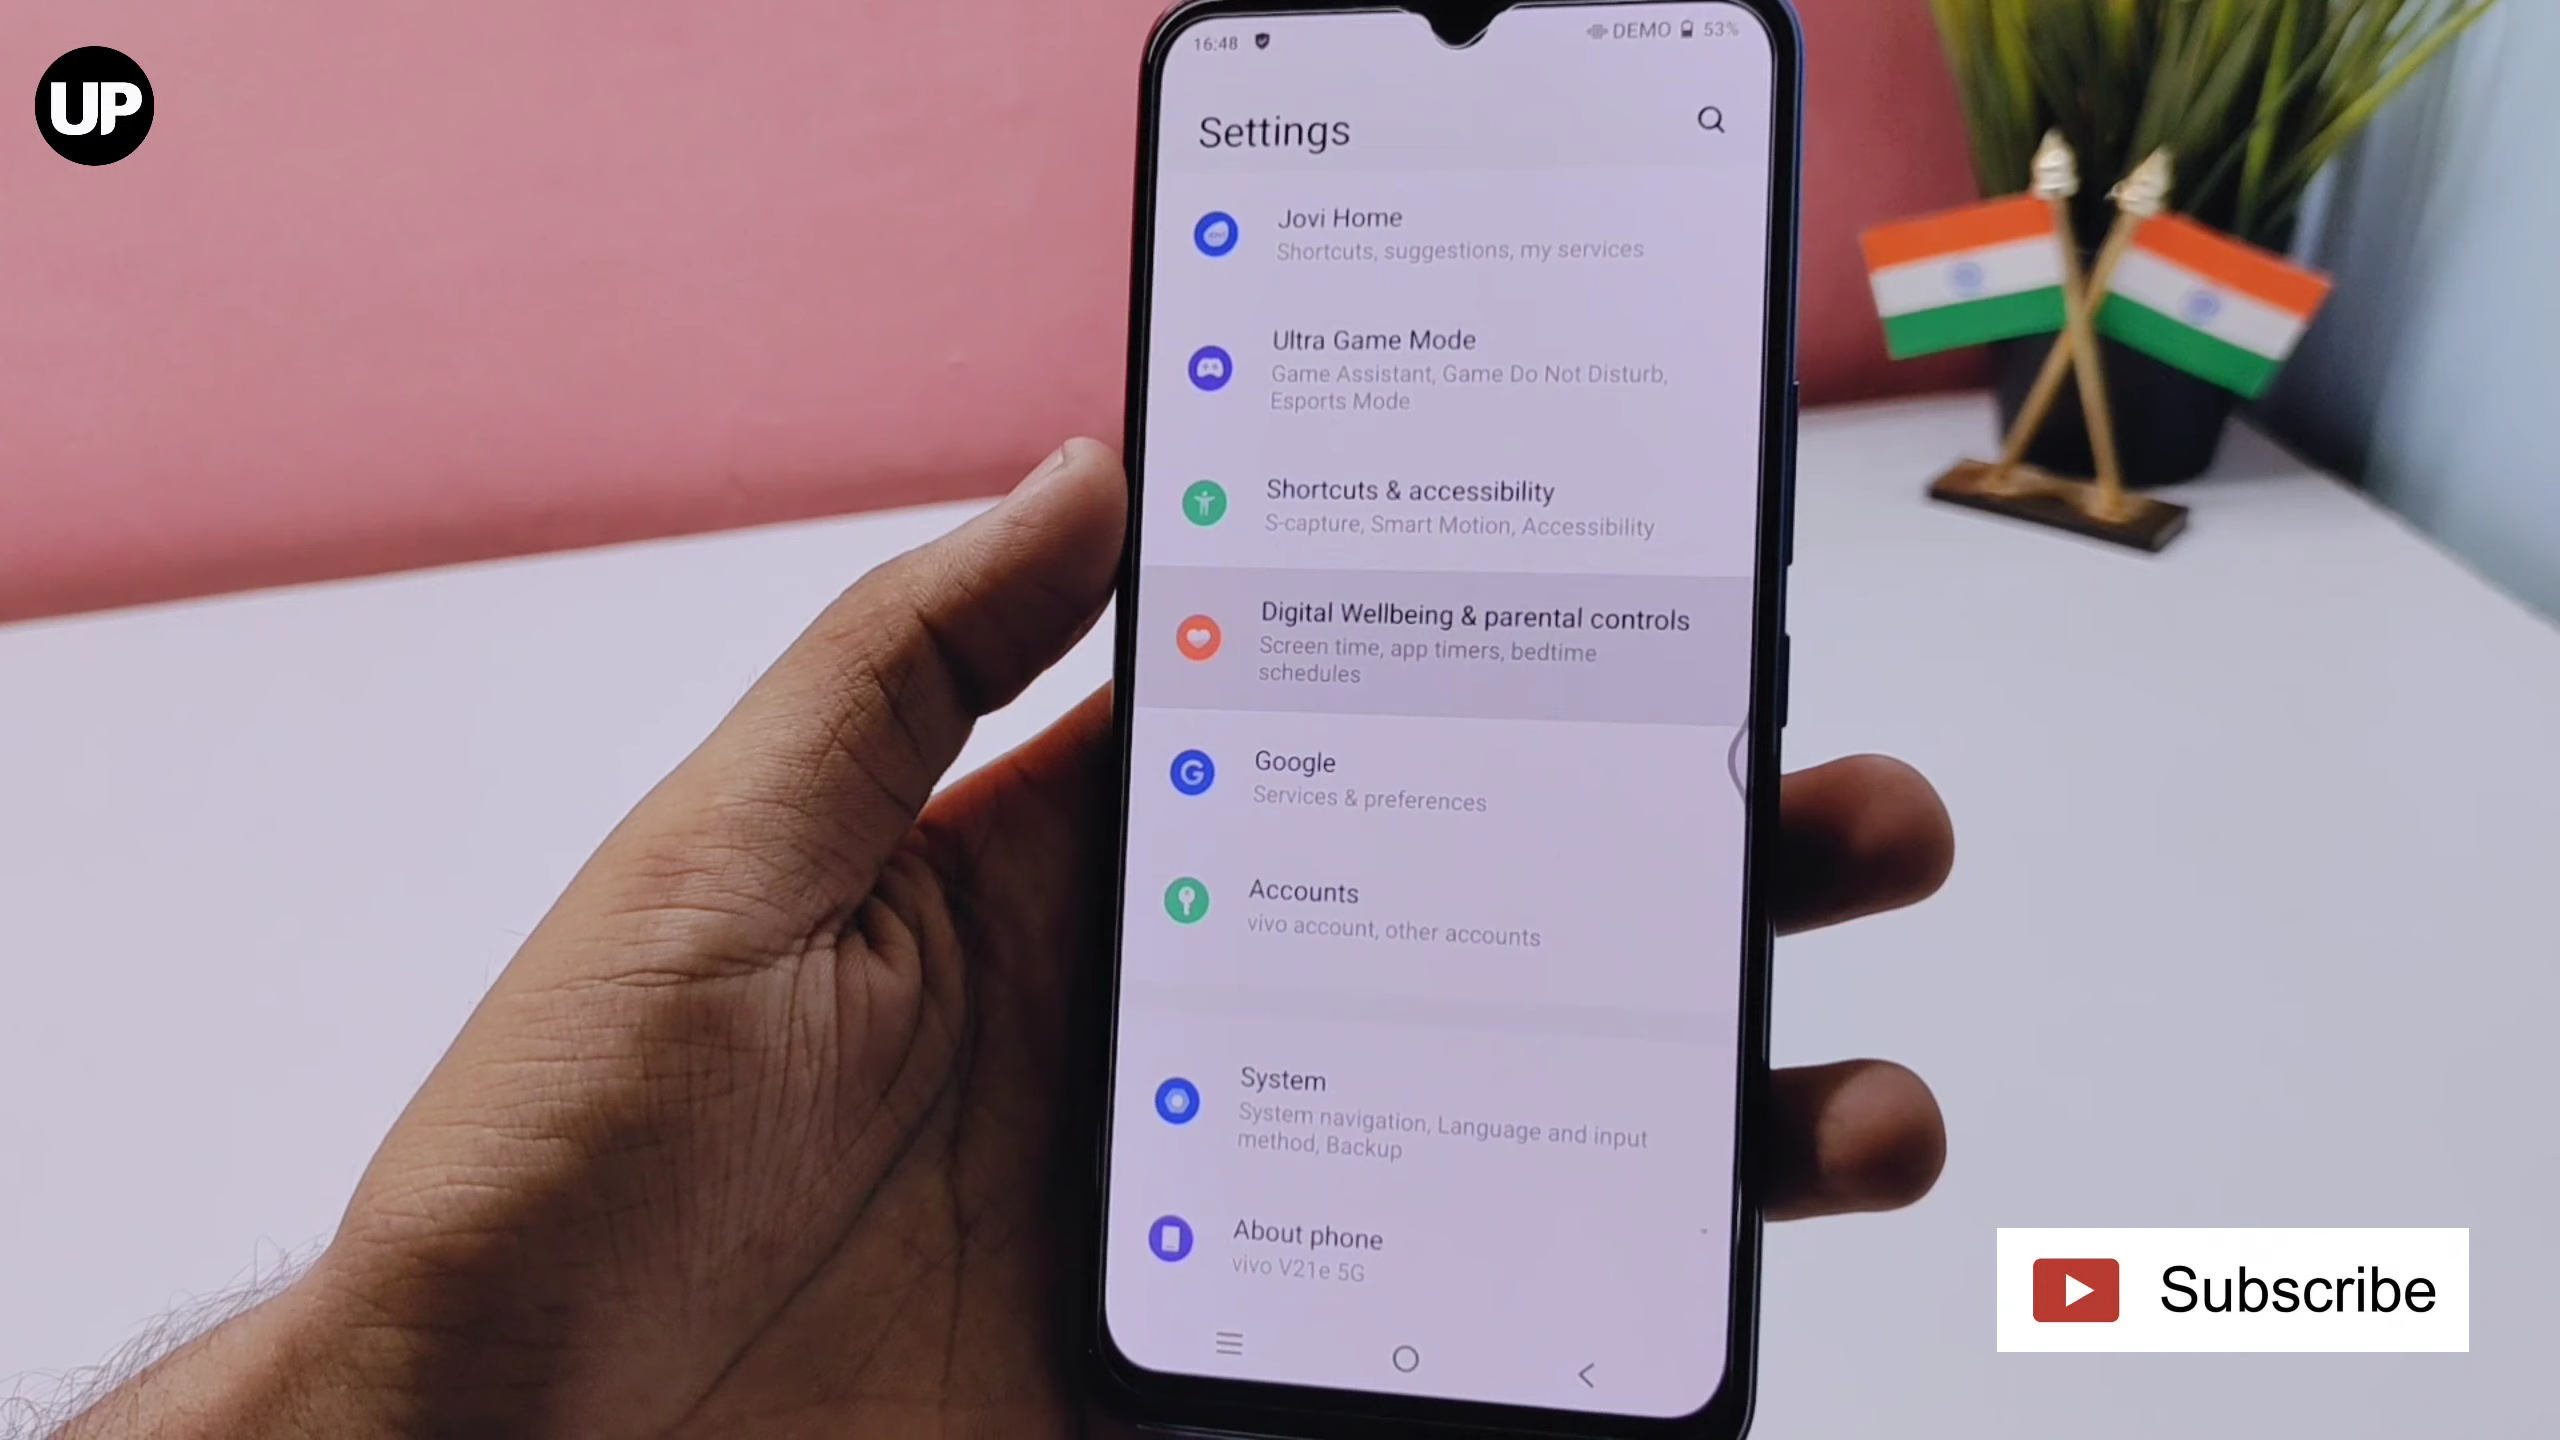 UP
16:48
DEMO 53%
Settings
Jovi Home
Shortcuts, suggestions, my services
Ultra Game Mode
Game Assistant, Game Do Not Disturb,
Esports Mode
Shortcuts & accessibility
S-capture, Smart Motion, Accessibility
Digital Wellbeing & parental controls
Screen time, app timers, bedtime
schedules
Google
Services & preferences
Accounts
vivo account, other accounts
System
System navigation, Language and input
method, Backup
About phone
vivo V21e 5G
Subscribe